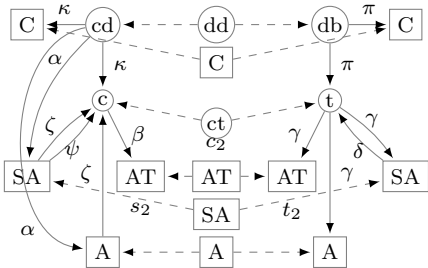 C κ cd dd db π C
α κ C π
ζ c ct t γ
ψ β c₂ γ δ
SA AT AT AT SA
ζ s₂ SA t₂ γ
α A A A